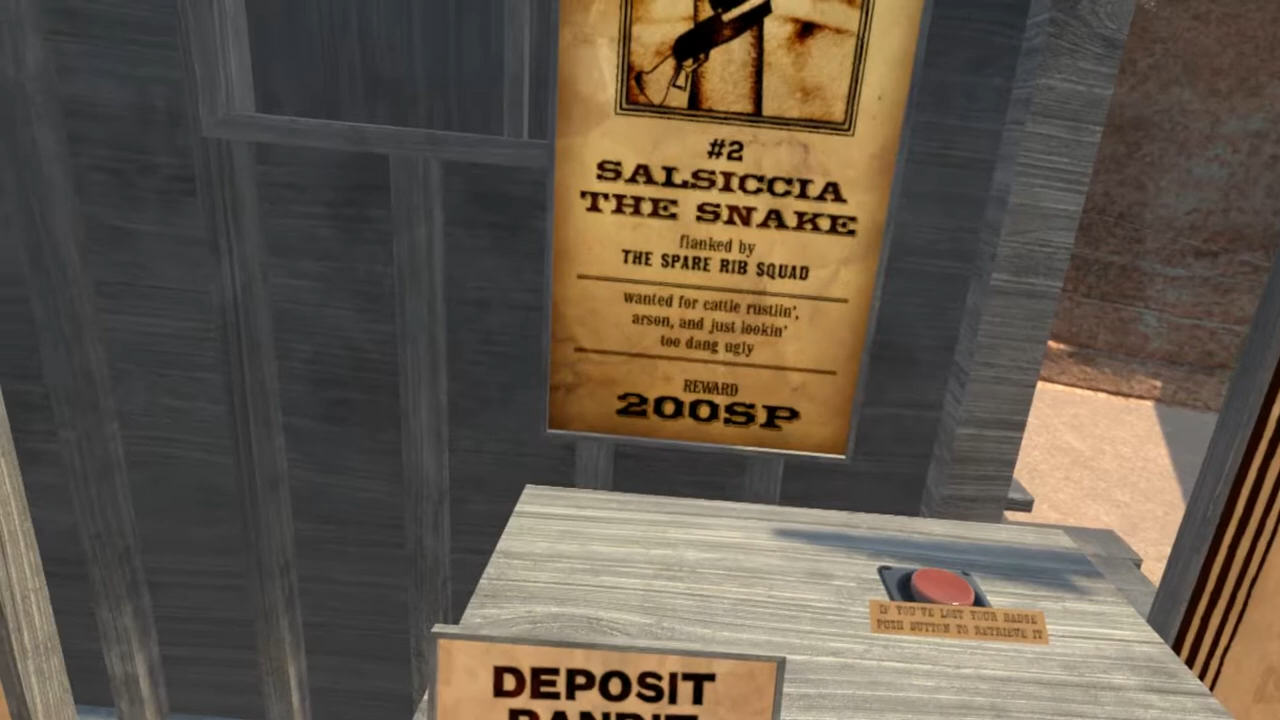 #2
SALSICCIA
THE SNAKE
flanked by
THE SPARE RIB SQUAD
wanted for cattle rustlin',
arson, and just lookin'
too dang ugly
REWARD
200SP
IF YOU'VE LOST YOUR BADGE
PUSH BUTTON TO RETRIEVE IT
DEPOSIT
BANDIT